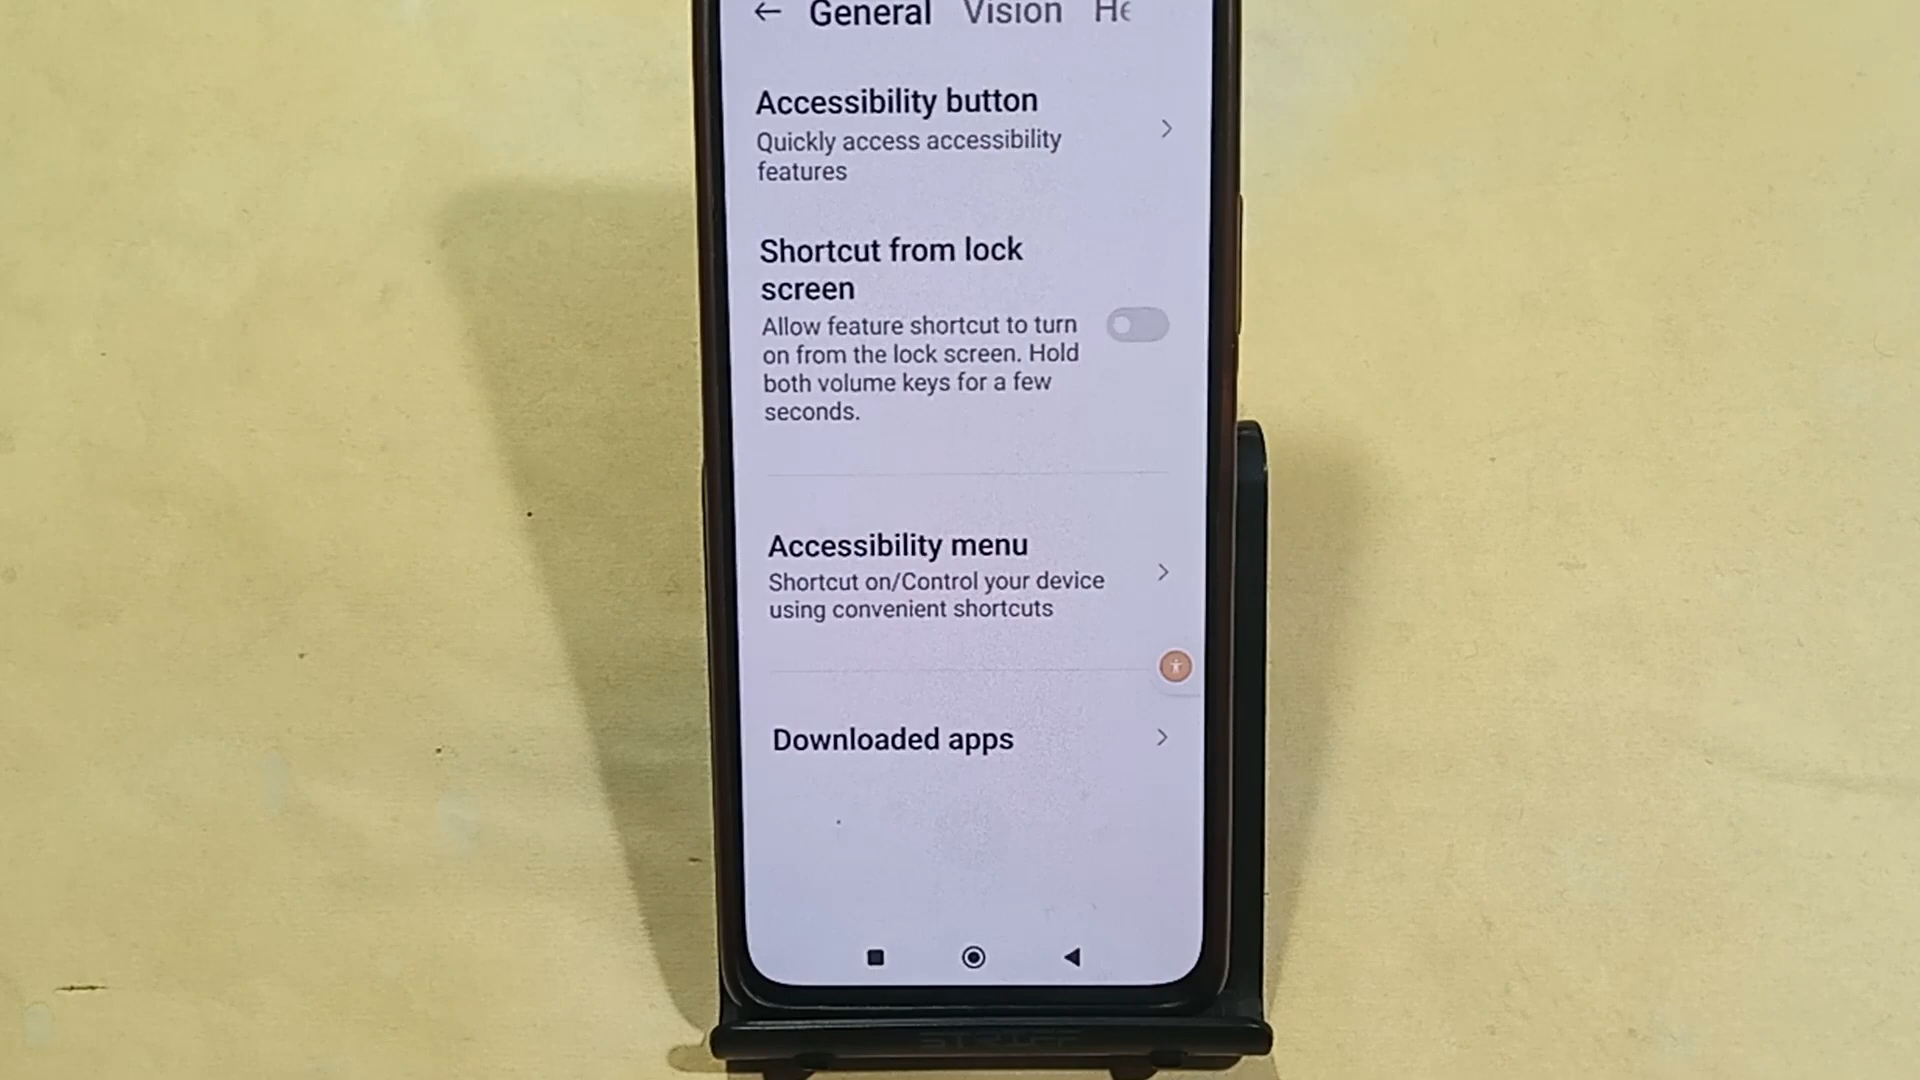 General Vision He
Accessibility button
Quickly access accessibility
features
Shortcut from lock
screen
Allow feature shortcut to turn
on from the lock screen. Hold
both volume keys for a few
seconds.
Accessibility menu
Shortcut on/Control your device
using convenient shortcuts
Downloaded apps